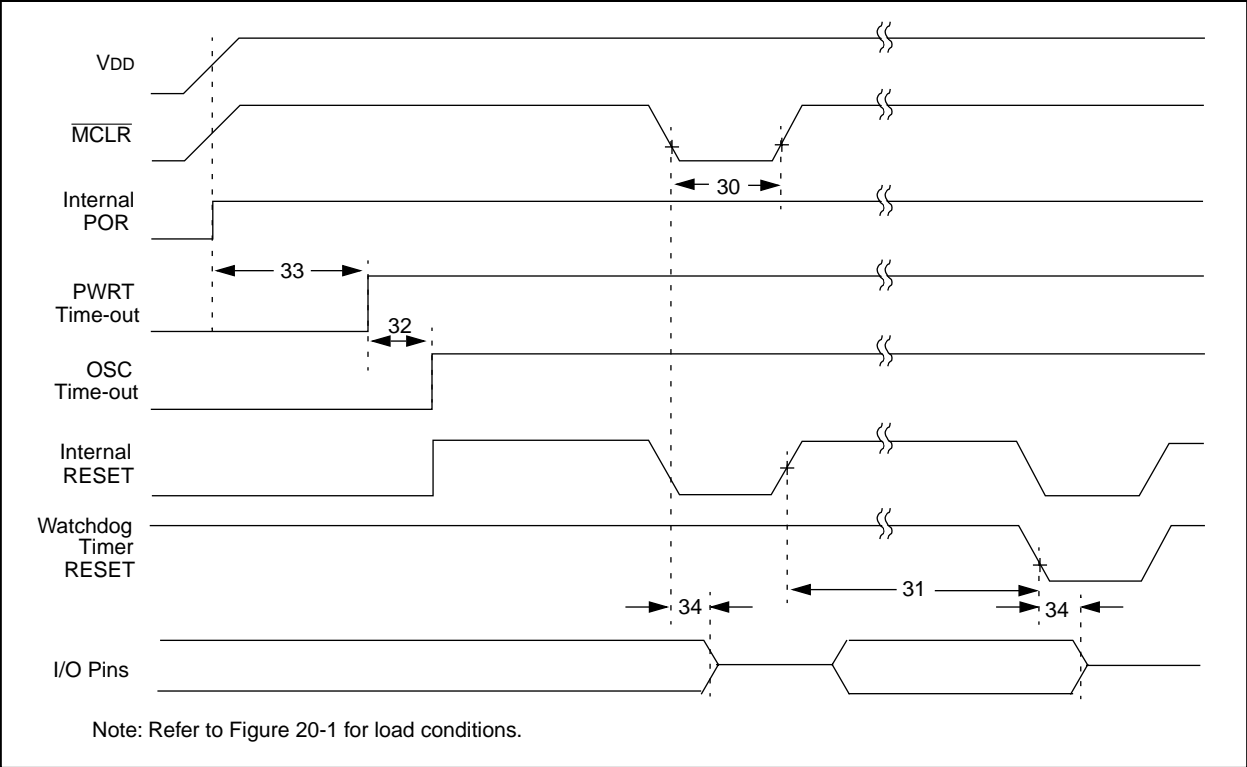 VDD
MCLR
30
Internal
POR
33
PWRT
Time-out
32
OSC
Time-out
Internal
RESET
Watchdog
Timer
RESET
31
34
34
I/O Pins
Note: Refer to Figure 20-1 for load conditions.